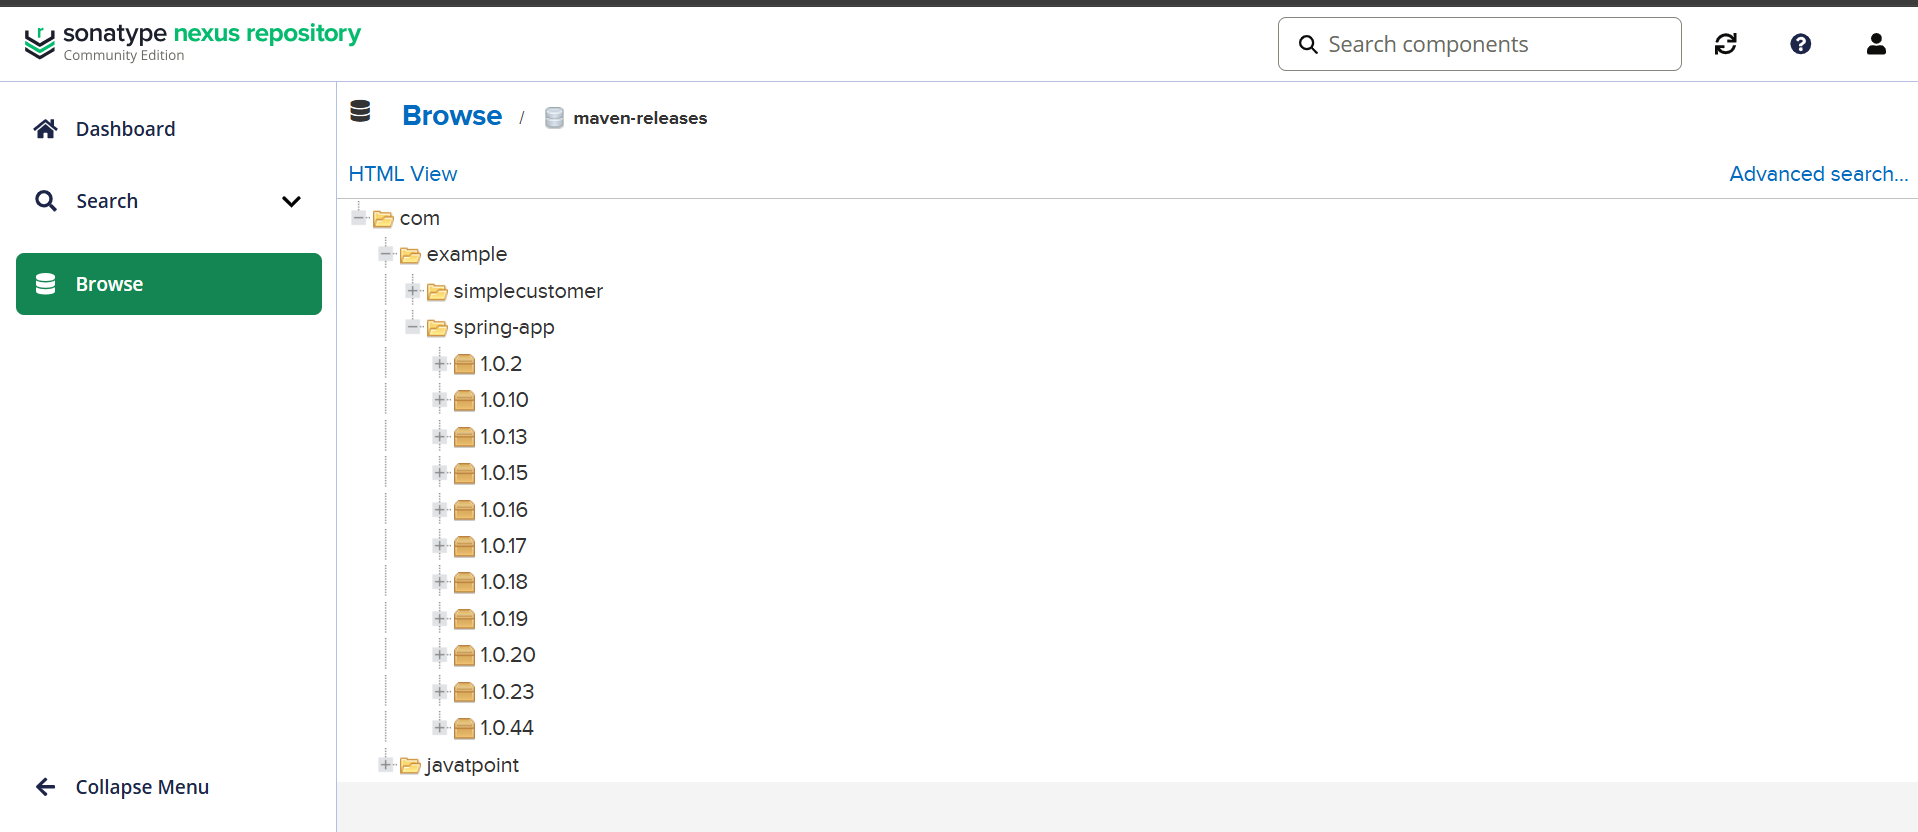 sonatype nexus repository
Community Edition
Search components
Dashboard
Search
Browse
Collapse Menu
Browse / maven-releases
HTML View
Advanced search...
com
example
simplecustomer
spring-app
1.0.2
1.0.10
1.0.13
1.0.15
1.0.16
1.0.17
1.0.18
1.0.19
1.0.20
1.0.23
1.0.44
javatpoint